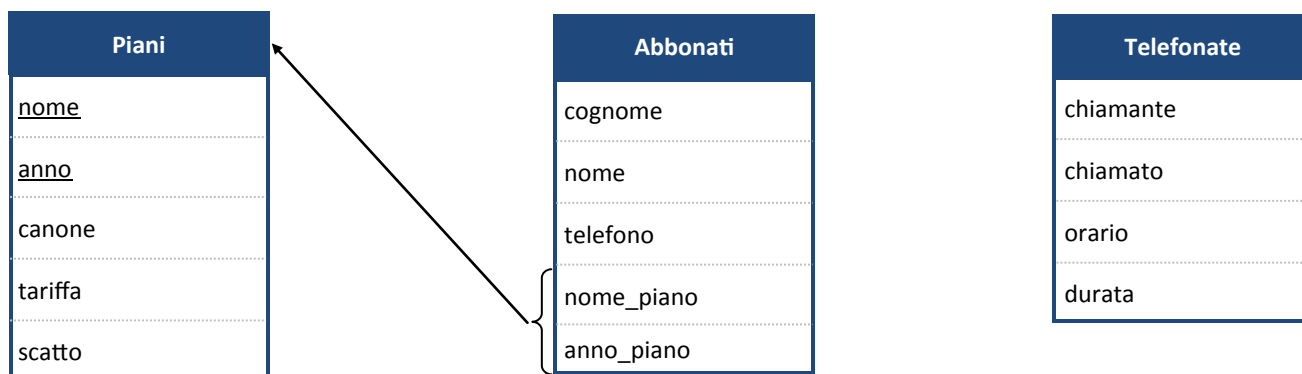 Piani
nome
anno
canone
tariffa
scatto
Abbonati
cognome
nome
telefono
nome_piano
anno_piano
Telefonate
chiamante
chiamato
orario
durata